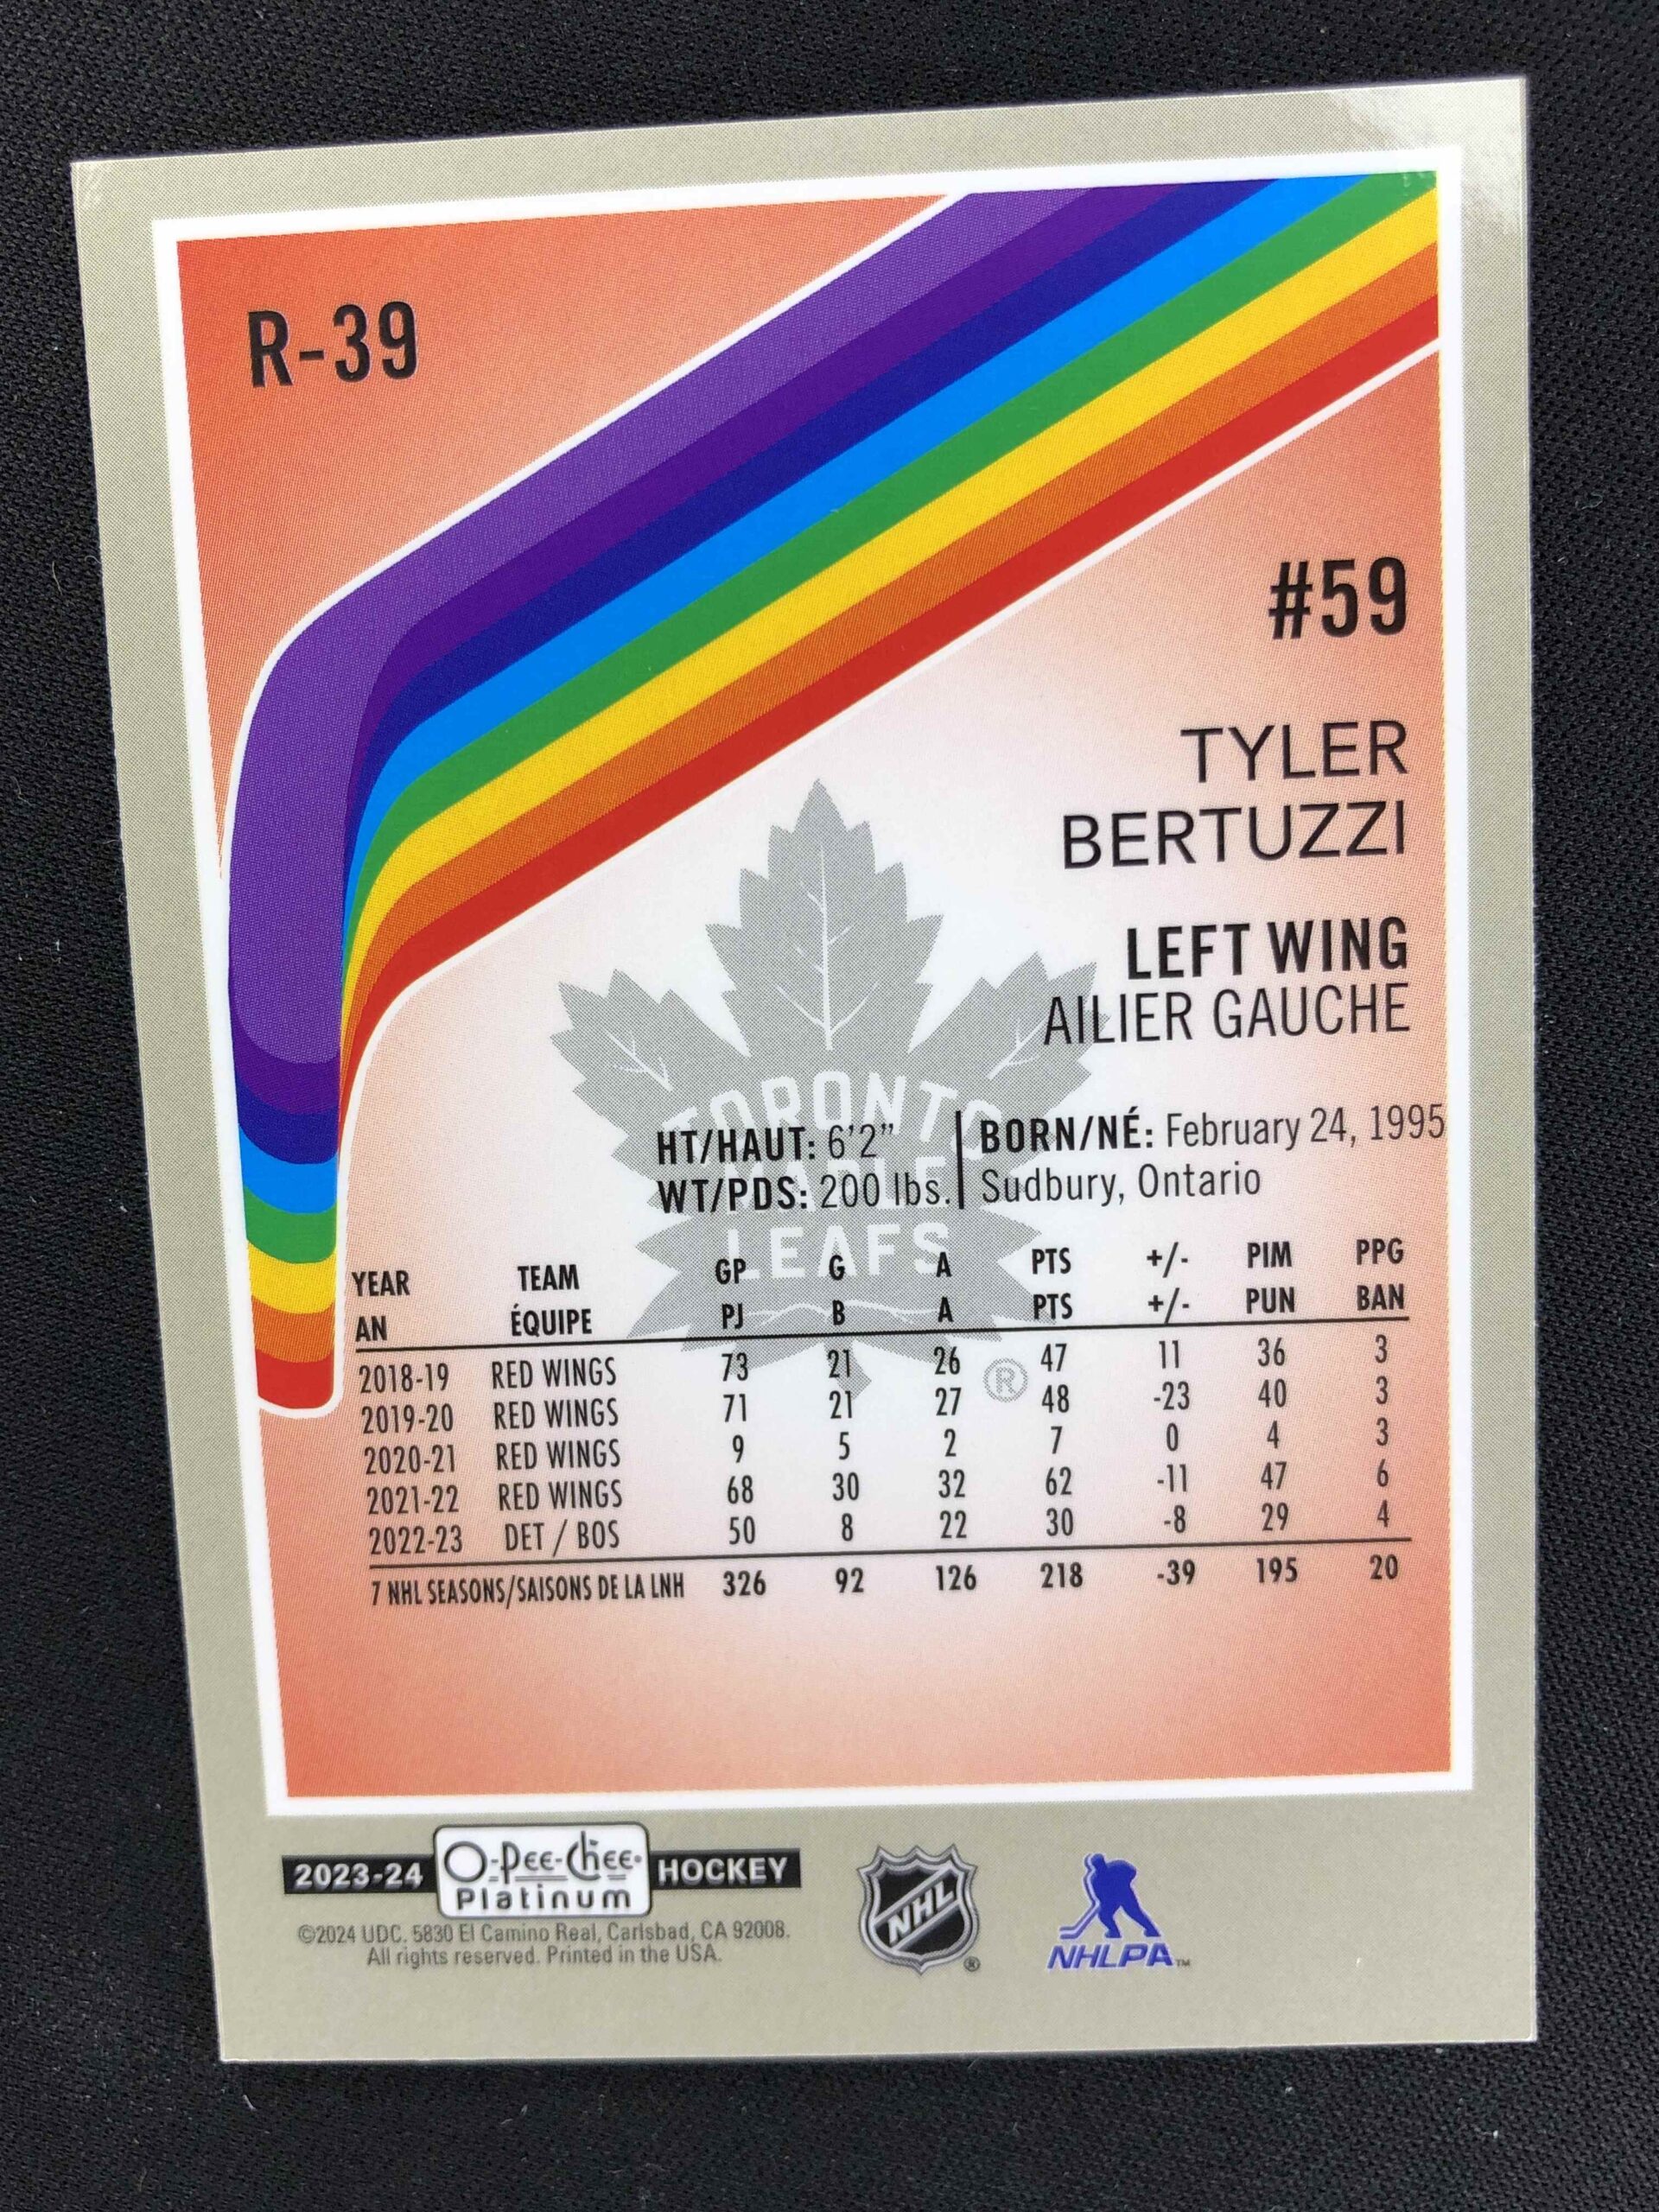 R-39
#59
TYLER
BERTUZZI
LEFT WING
AILIER GAUCHE
TORONTO
MAPLE
LEAFS
HT/HAUT: 6'2" | BORN/NÉ: February 24, 1995
WT/PDS: 200 lbs. | Sudbury, Ontario
YEAR TEAM GP G A PTS +/- PIM PPG
AN ÉQUIPE PJ B A PTS +/- PUN BAN
2018-19 RED WINGS 73 21 26 47 11 36 3
2019-20 RED WINGS 71 21 27 48 -23 40 3
2020-21 RED WINGS 9 5 2 7 0 4 3
2021-22 RED WINGS 68 30 32 62 -11 47 6
2022-23 DET / BOS 50 8 22 30 -8 29 4
7 NHL SEASONS/SAISONS DE LA LNH 326 92 126 218 -39 195 20
®
2023-24 O-Pee-Chee® HOCKEY
Platinum
©2024 UDC. 5830 El Camino Real, Carlsbad, CA 92008.
All rights reserved. Printed in the USA.
NHL ®
NHLPA™